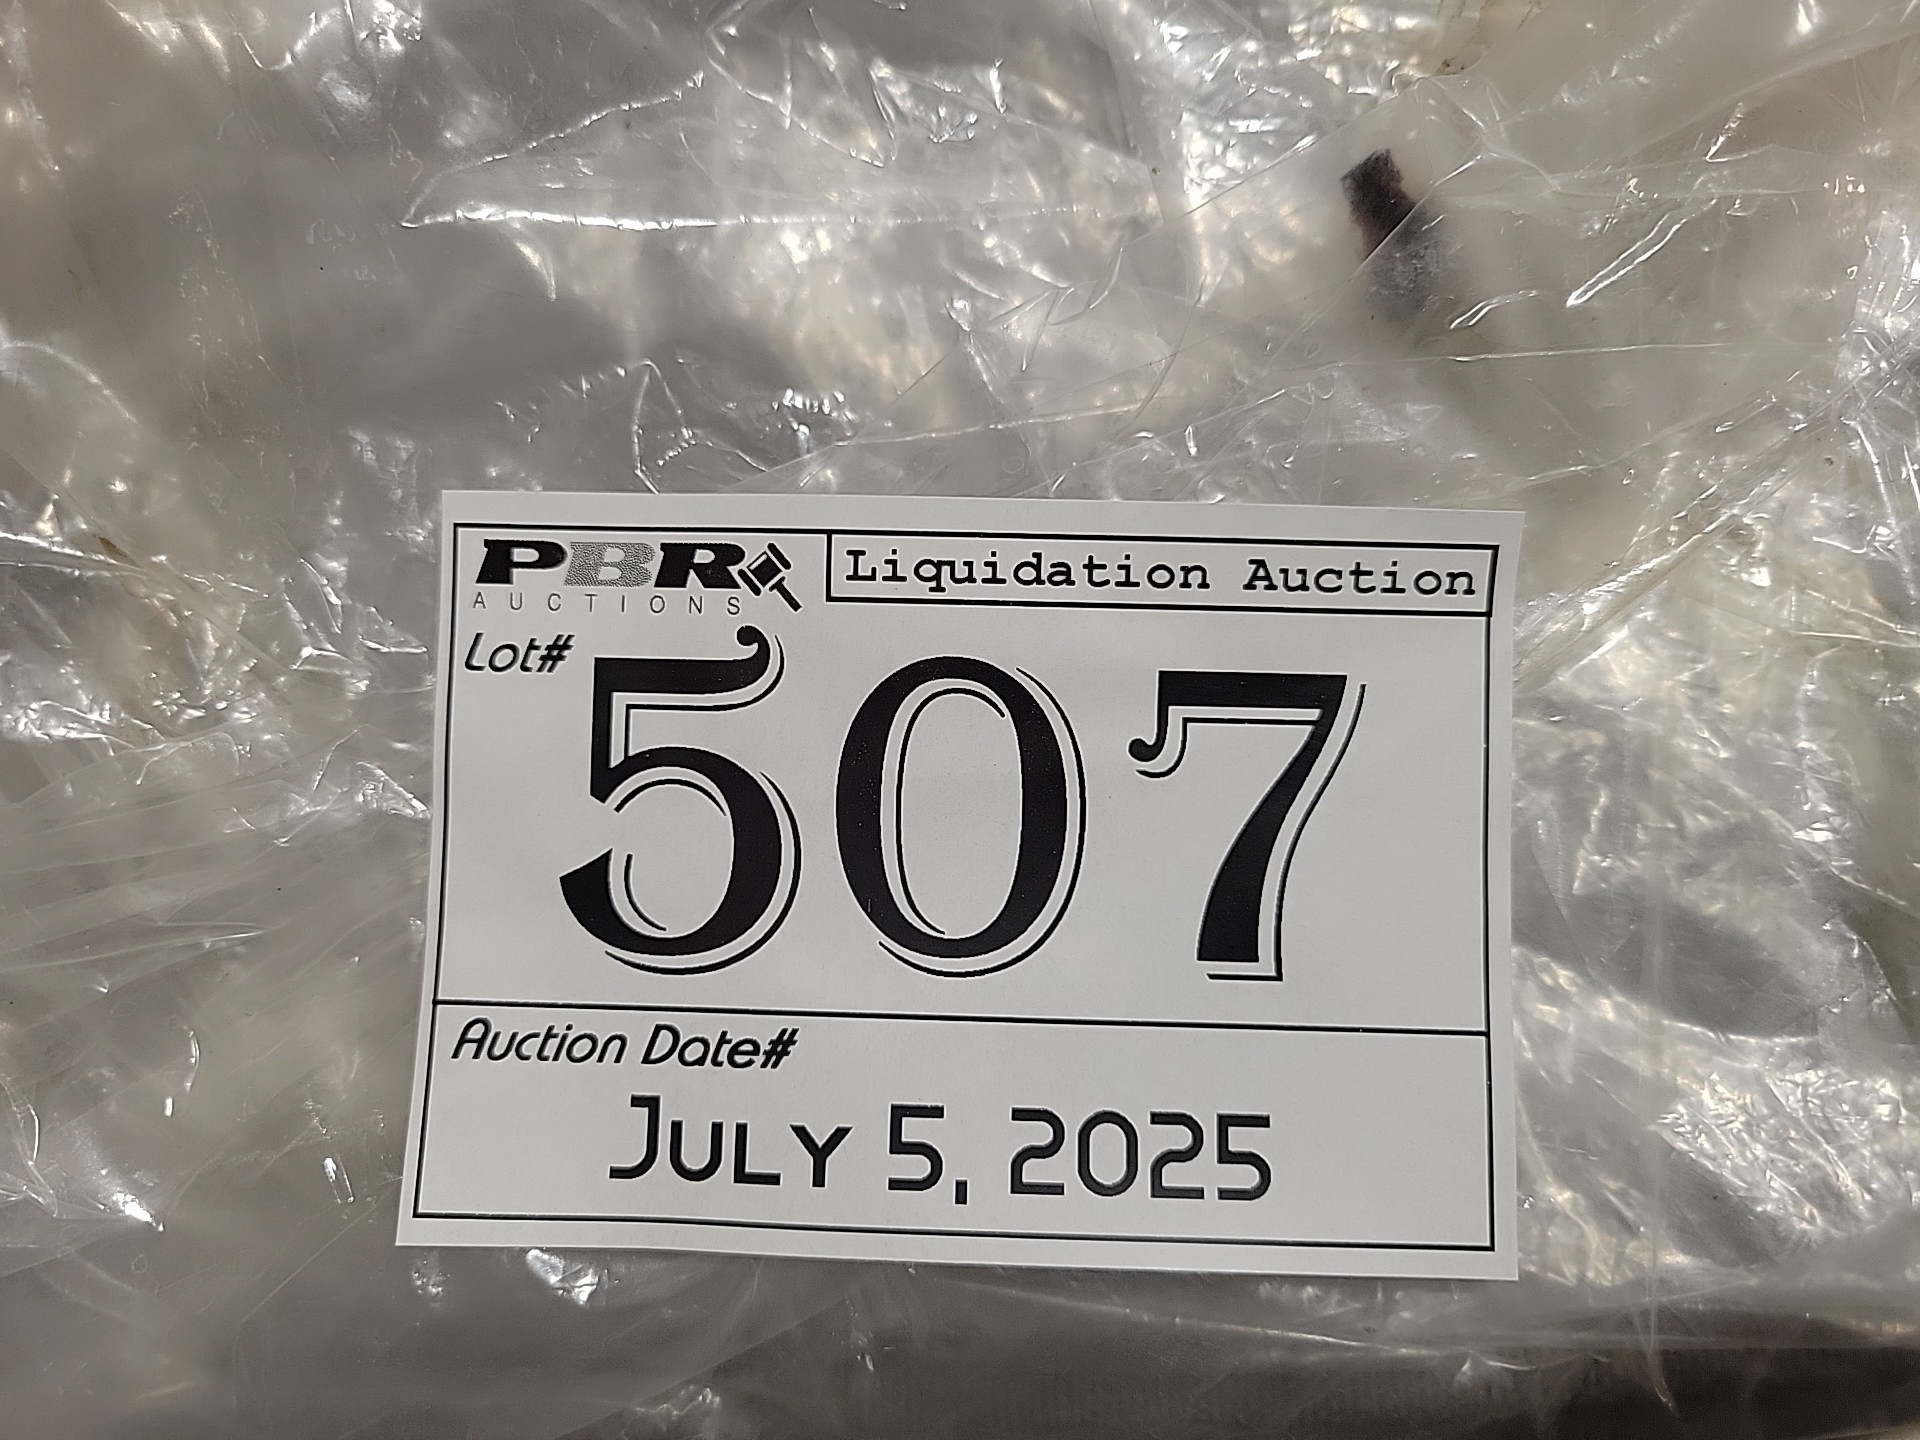 PBR
AUCTIONS
Liquidation Auction
Lot#
507
Auction Date#
July 5, 2025